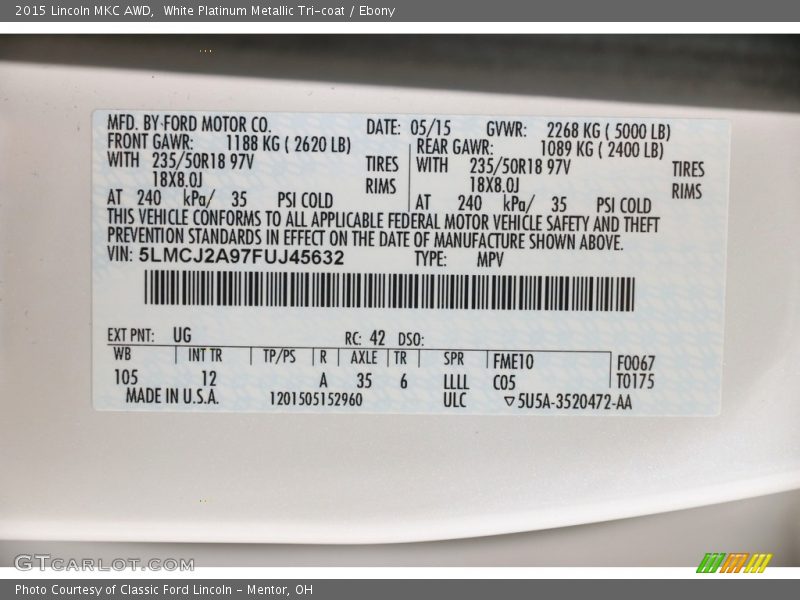 2015 Lincoln MKC AWD,  White Platinum Metallic Tri-coat / Ebony
MFD. BY FORD MOTOR CO.  DATE: 05/15  GVWR: 2268 KG ( 5000 LB)
FRONT GAWR: 1188 KG ( 2620 LB)  REAR GAWR: 1089 KG ( 2400 LB)
WITH 235/50R18 97V TIRES  WITH 235/50R18 97V TIRES
18X8.0J RIMS  18X8.0J RIMS
AT 240 kPa/ 35 PSI COLD  AT 240 kPa/ 35 PSI COLD
THIS VEHICLE CONFORMS TO ALL APPLICABLE FEDERAL MOTOR VEHICLE SAFETY AND THEFT
PREVENTION STANDARDS IN EFFECT ON THE DATE OF MANUFACTURE SHOWN ABOVE.
VIN: 5LMCJ2A97FUJ45632  TYPE: MPV
EXT PNT: UG  RC: 42 DSO:
WB INT TR TP/PS R AXLE TR SPR FME10 F0067
105 12 A 35 6 LLLL C05 T0175
MADE IN U.S.A. 1201505152960 ULC ▽5U5A-3520472-AA
GTCARLOT.COM
Photo Courtesy of Classic Ford Lincoln - Mentor, OH